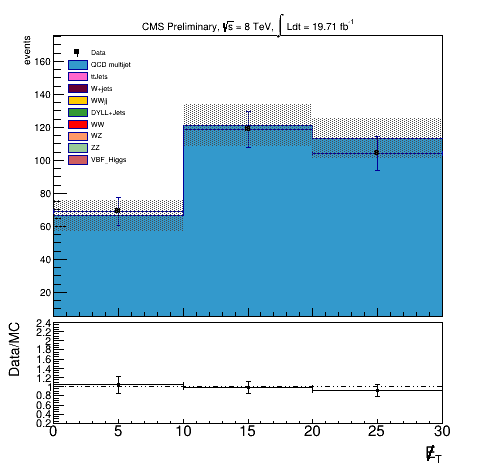 CMS Preliminary, √s = 8 TeV, ∫ Ldt = 19.71 fb⁻¹
events
160
140
120
100
80
60
40
20
Data
QCD multijet
ttJets
W+jets
WWjj
DYLL+Jets
WW
WZ
ZZ
VBF_Higgs
Data/MC
2.4
2.2
2
1.8
1.6
1.4
1.2
1
0.8
0.6
0.4
0.2
0 5 10 15 20 25 30
E̸_T